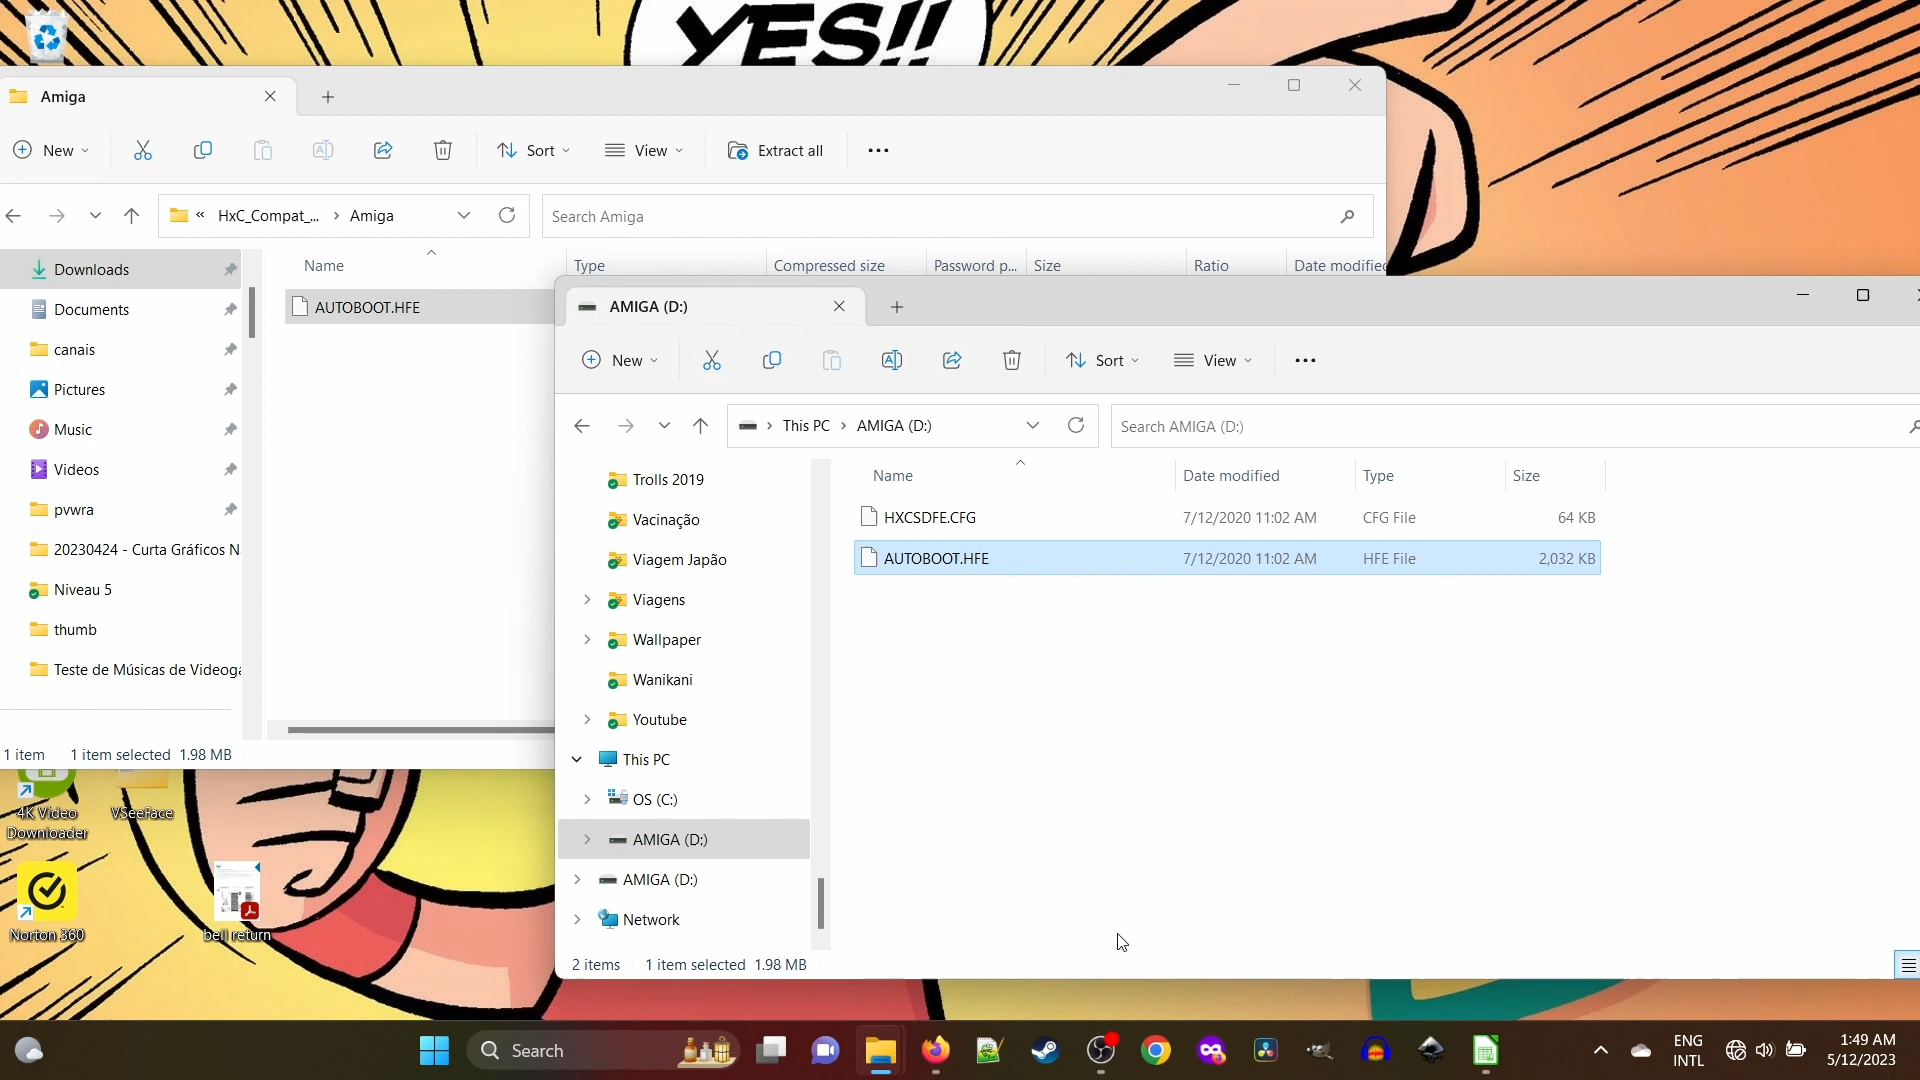 YES!!
Amiga
New
Sort
View
Extract all
HxC_Compat_...
Amiga
Search Amiga
Name
Type
Compressed size
Password p...
Size
Ratio
Date modified
Downloads
Documents
canais
Pictures
Music
Videos
pvwra
20230424 - Curta Gráficos N
Niveau 5
thumb
Teste de Músicas de Videoga
AUTOBOOT.HFE
1 item
1 item selected 1.98 MB
AMIGA (D:)
New
Sort
View
This PC
AMIGA (D:)
Search AMIGA (D:)
Trolls 2019
Vacinação
Viagem Japão
Viagens
Wallpaper
Wanikani
Youtube
This PC
OS (C:)
AMIGA (D:)
AMIGA (D:)
Network
Name
Date modified
Type
Size
HXCSDFE.CFG 7/12/2020 11:02 AM CFG File 64 KB
AUTOBOOT.HFE 7/12/2020 11:02 AM HFE File 2,032 KB
2 items
1 item selected 1.98 MB
4K Video
Downloader
VSeeFace
Norton 360
bell return
Search
ENG
INTL
1:49 AM
5/12/2023